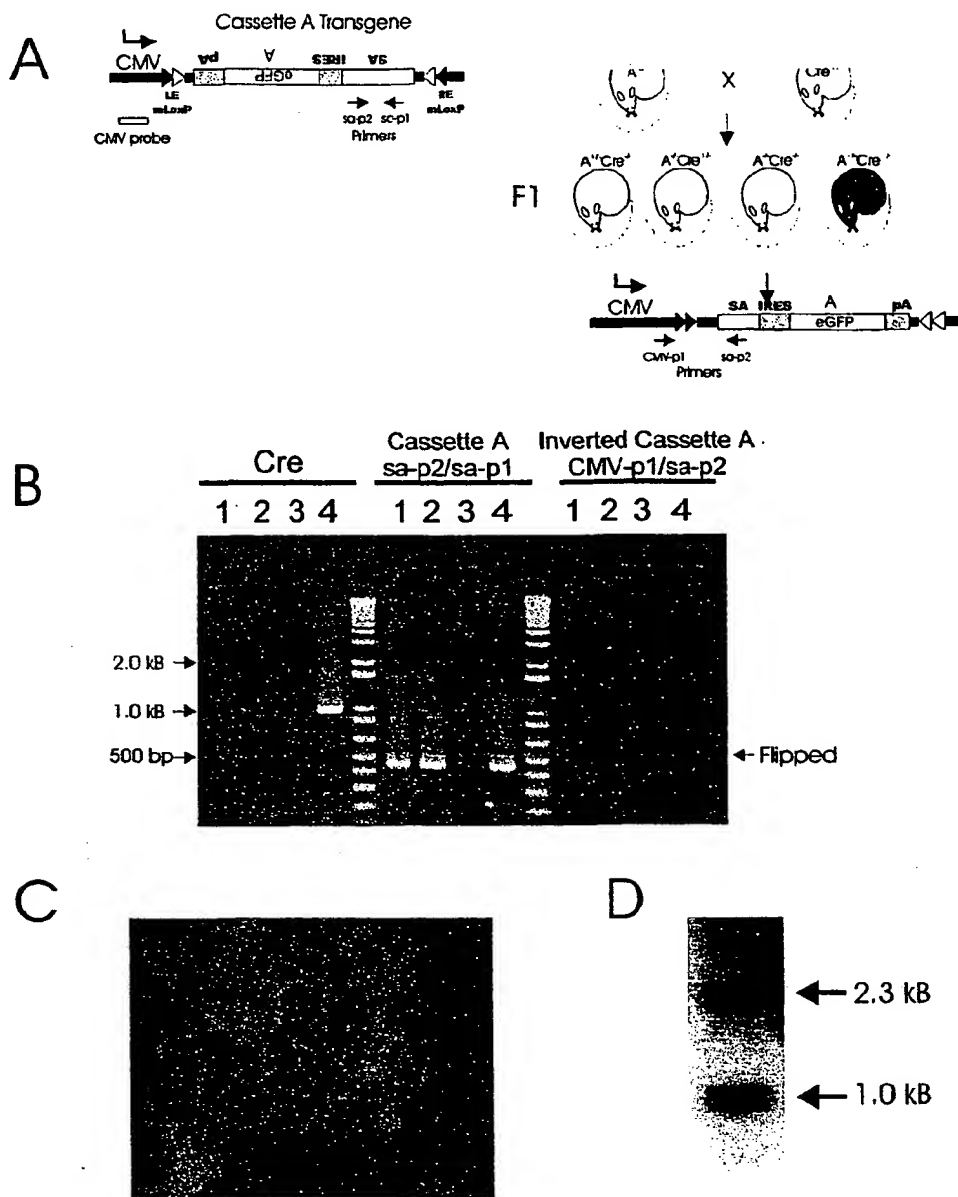 A
Cassette A Transgene
CMV
pA
A
IRES
SA
eGFP
LE
mLoxP
RE
mLoxP
sa-p2
sa-p1
Primers
CMV probe
X
F1
CMV
SA
IRES
A
pA
eGFP
CMV-p1
sa-p2
Primers
B
Cre
Cassette A
sa-p2/sa-p1
Inverted Cassette A
CMV-p1/sa-p2
1 2 3 4
1 2 3 4
1 2 3 4
2.0 kB
1.0 kB
500 bp
Flipped
C
D
2.3 kB
1.0 kB